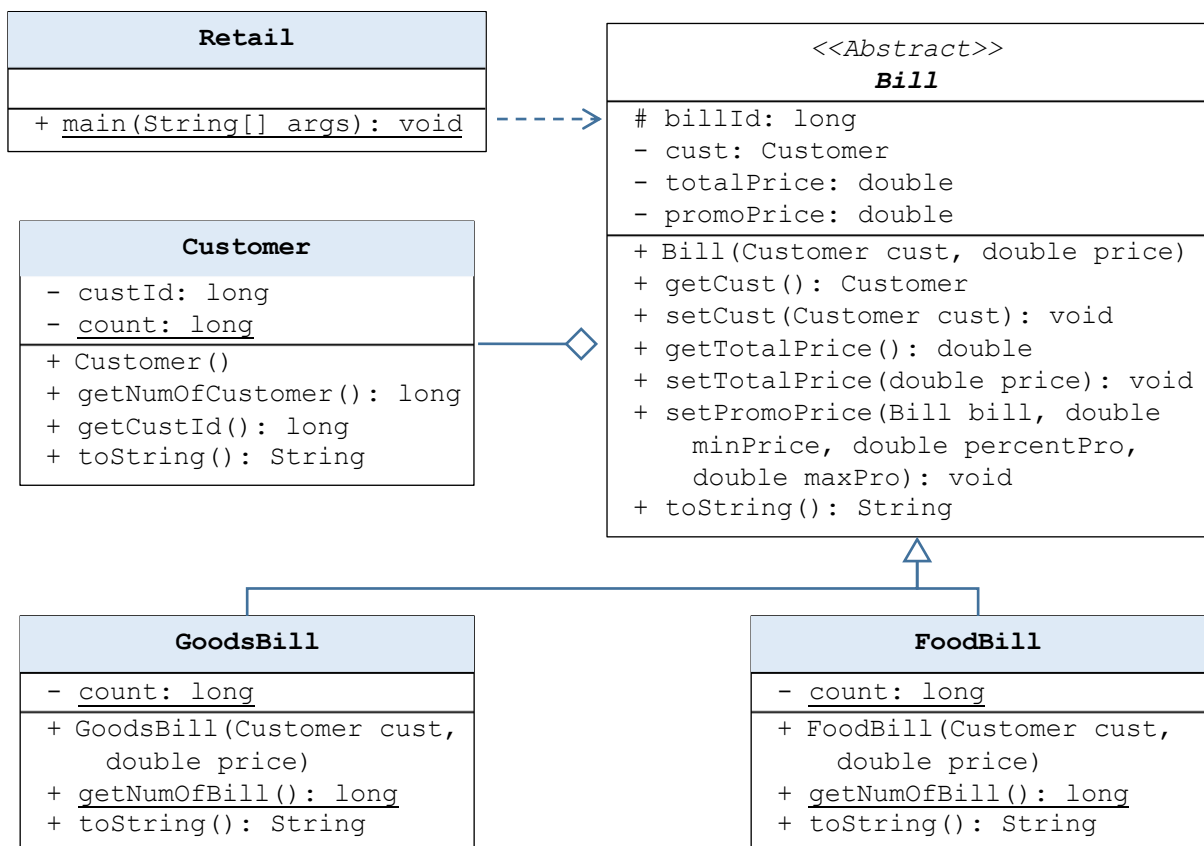 Retail
+ main(String[] args): void
<<Abstract>>
Bill
# billId: long
- cust: Customer
- totalPrice: double
- promoPrice: double
+ Bill(Customer cust, double price)
+ getCust(): Customer
+ setCust(Customer cust): void
+ getTotalPrice(): double
+ setTotalPrice(double price): void
+ setPromoPrice(Bill bill, double
minPrice, double percentPro,
double maxPro): void
+ toString(): String
Customer
- custId: long
- count: long
+ Customer()
+ getNumOfCustomer(): long
+ getCustId(): long
+ toString(): String
GoodsBill
- count: long
+ GoodsBill(Customer cust,
double price)
+ getNumOfBill(): long
+ toString(): String
FoodBill
- count: long
+ FoodBill(Customer cust,
double price)
+ getNumOfBill(): long
+ toString(): String